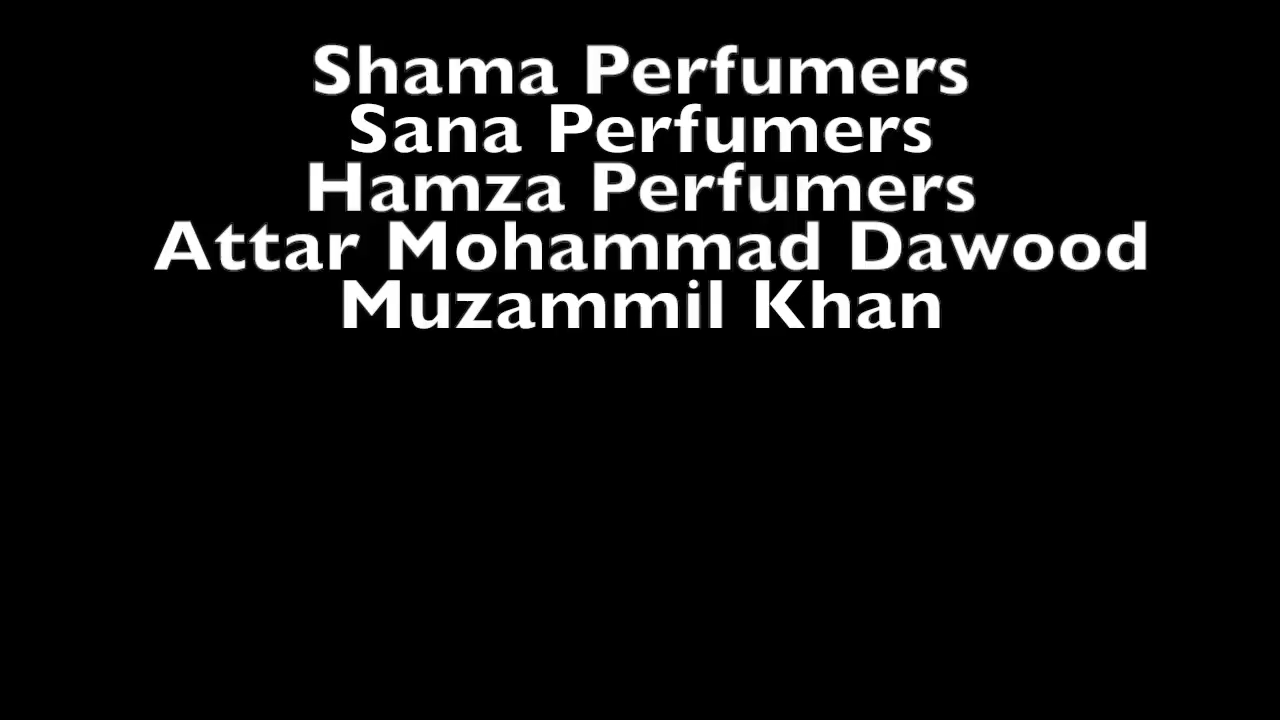 Shama Perfumers
Sana Perfumers
Hamza Perfumers
Attar Mohammad Dawood
Muzammil Khan